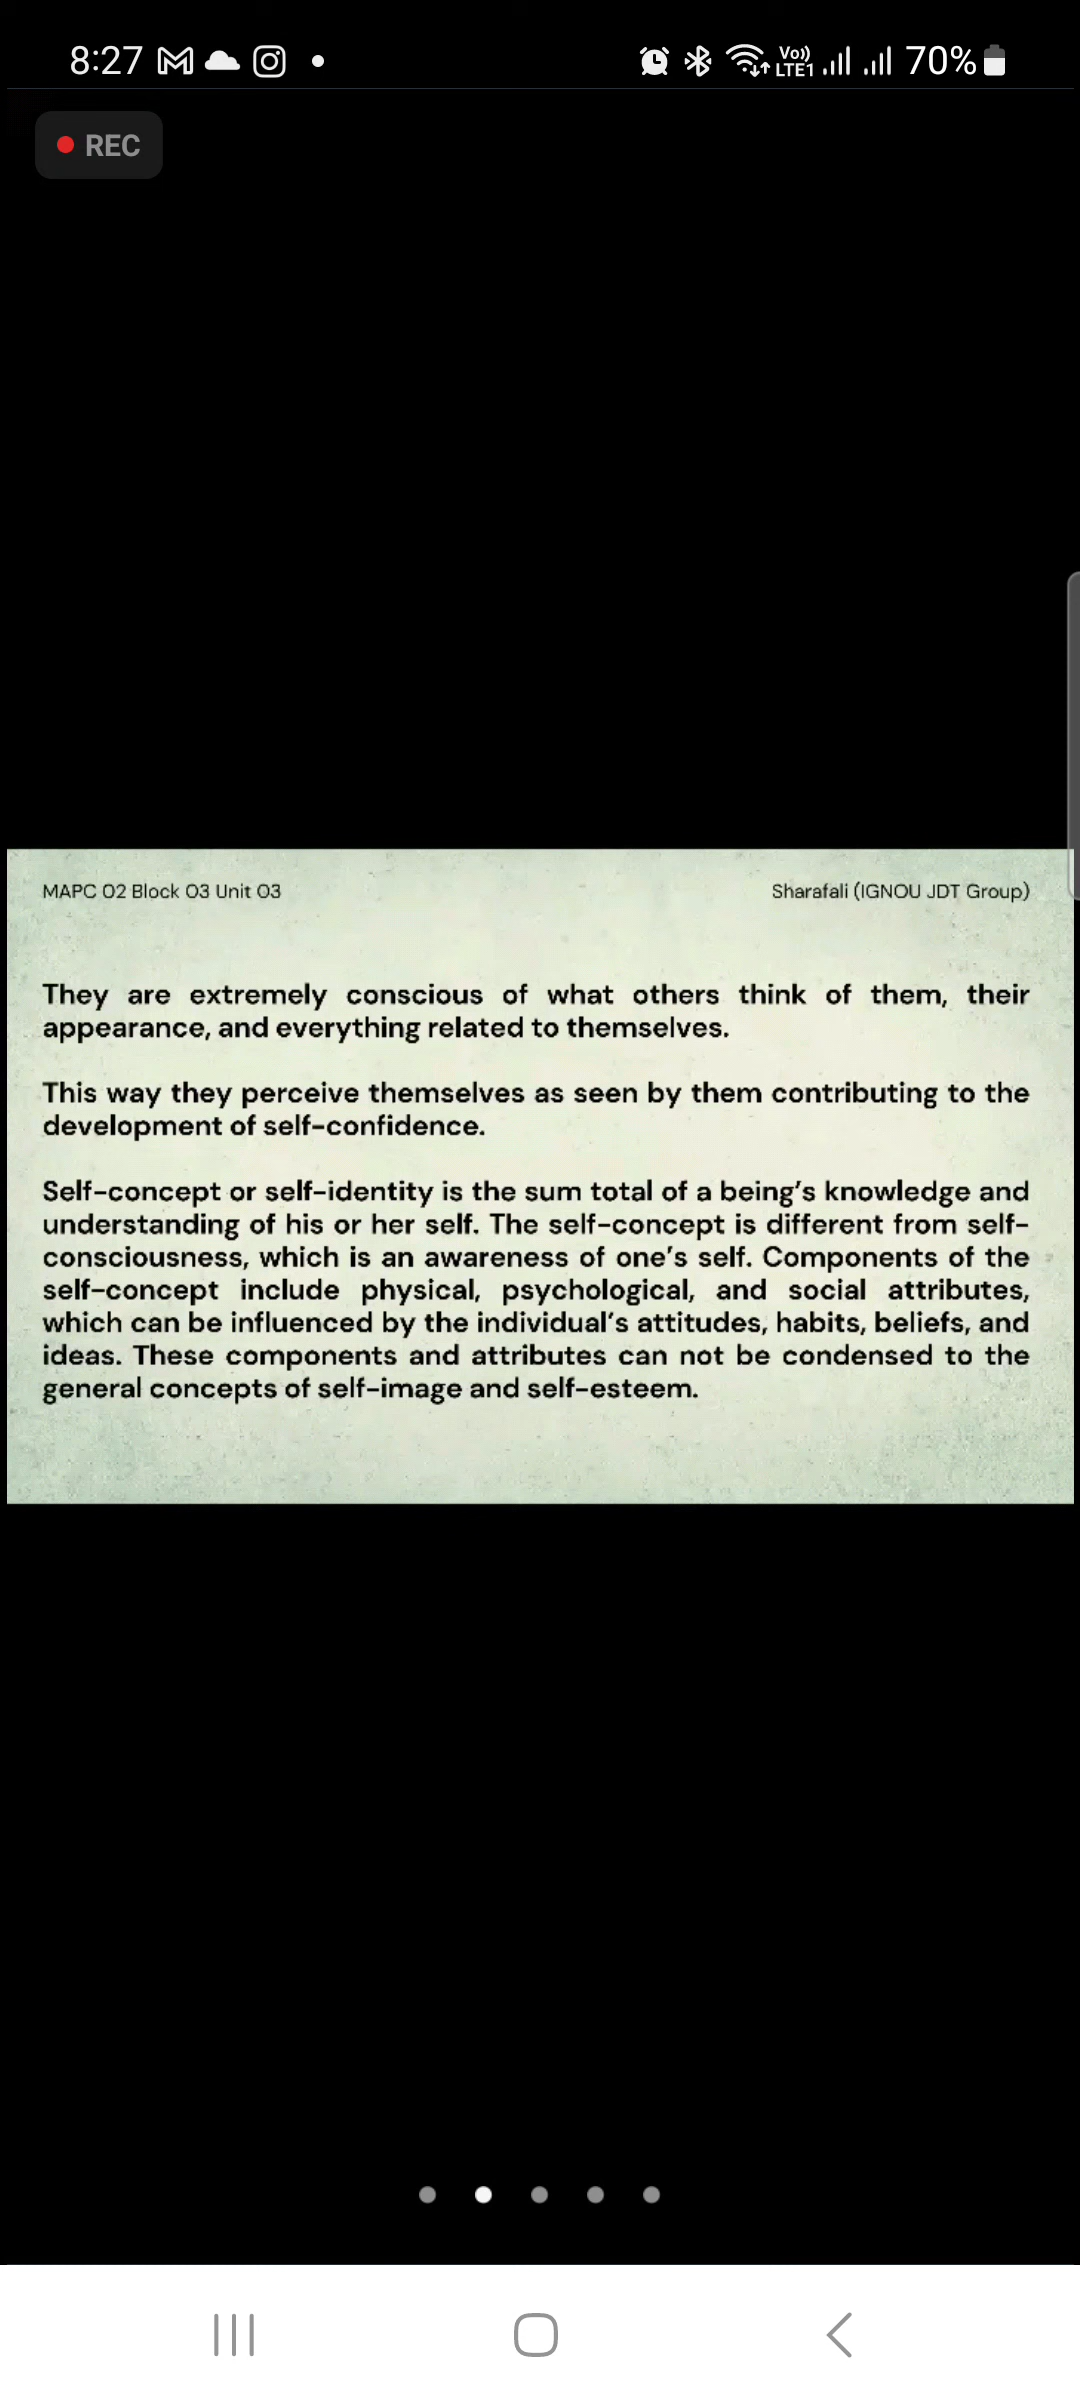 8:27
Vo)) LTE1 70%
REC
MAPC 02 Block 03 Unit 03 Sharafali (IGNOU JDT Group)
They are extremely conscious of what others think of them, their
appearance, and everything related to themselves.
This way they perceive themselves as seen by them contributing to the
development of self-confidence.
Self-concept or self-identity is the sum total of a being's knowledge and
understanding of his or her self. The self-concept is different from self-
consciousness, which is an awareness of one's self. Components of the
self-concept include physical, psychological, and social attributes,
which can be influenced by the individual's attitudes, habits, beliefs, and
ideas. These components and attributes can not be condensed to the
general concepts of self-image and self-esteem.